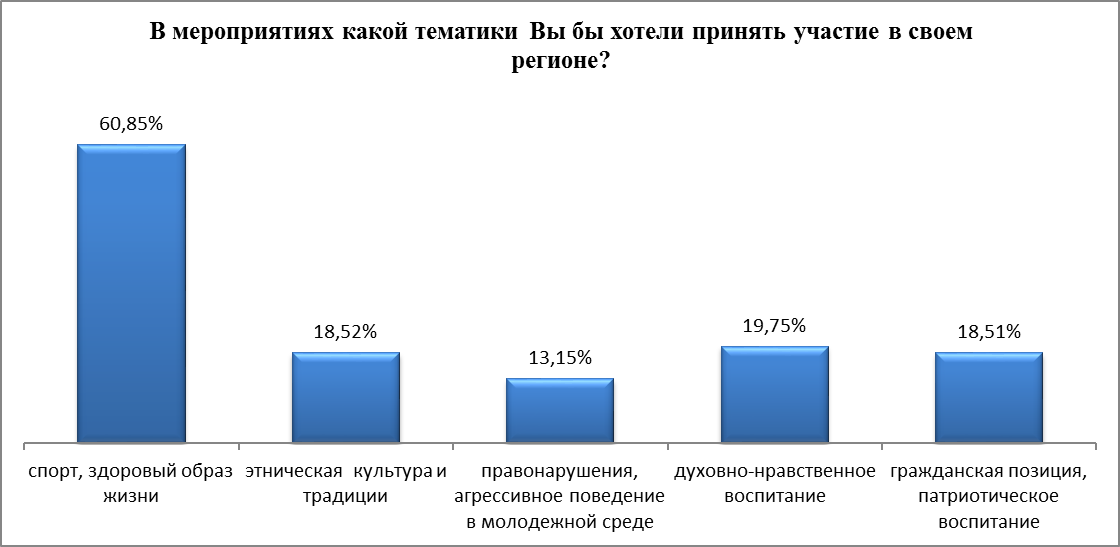 В мероприятиях какой тематики Вы бы хотели принять участие в своем
регионе?
60,85%
18,52%
13,15%
19,75%
18,51%
спорт, здоровый образ
жизни
этническая культура и
традиции
правонарушения,
агрессивное поведение
в молодежной среде
духовно-нравственное
воспитание
гражданская позиция,
патриотическое
воспитание